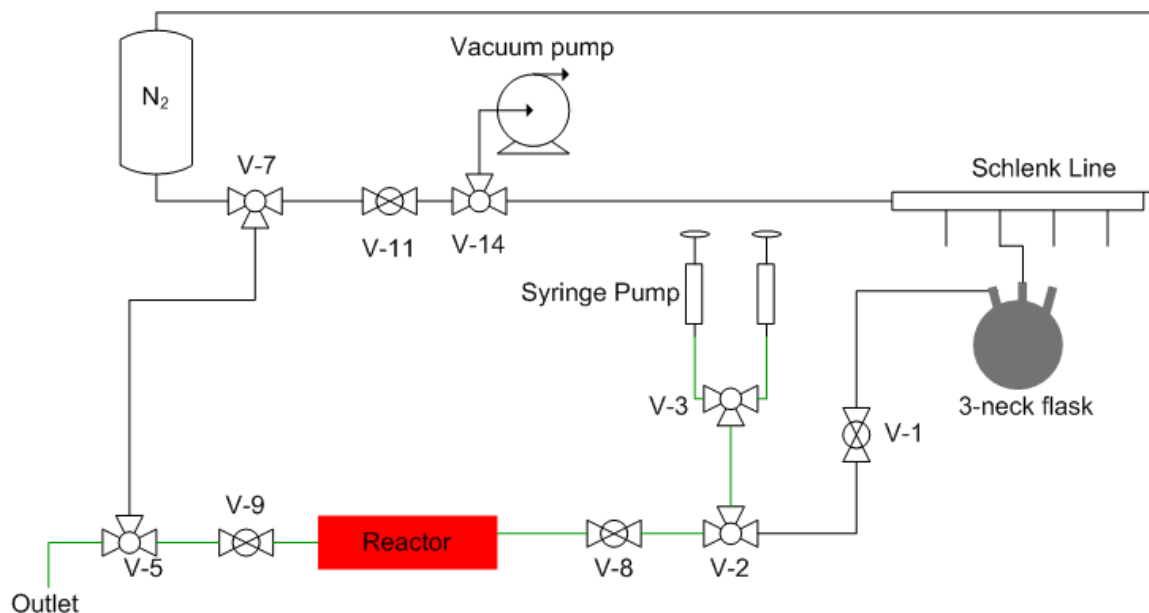 Vacuum pump
N₂
V-7
Schlenk Line
V-11
V-14
Syringe Pump
V-3
3-neck flask
V-1
V-9
Reactor
V-5
V-8
V-2
Outlet